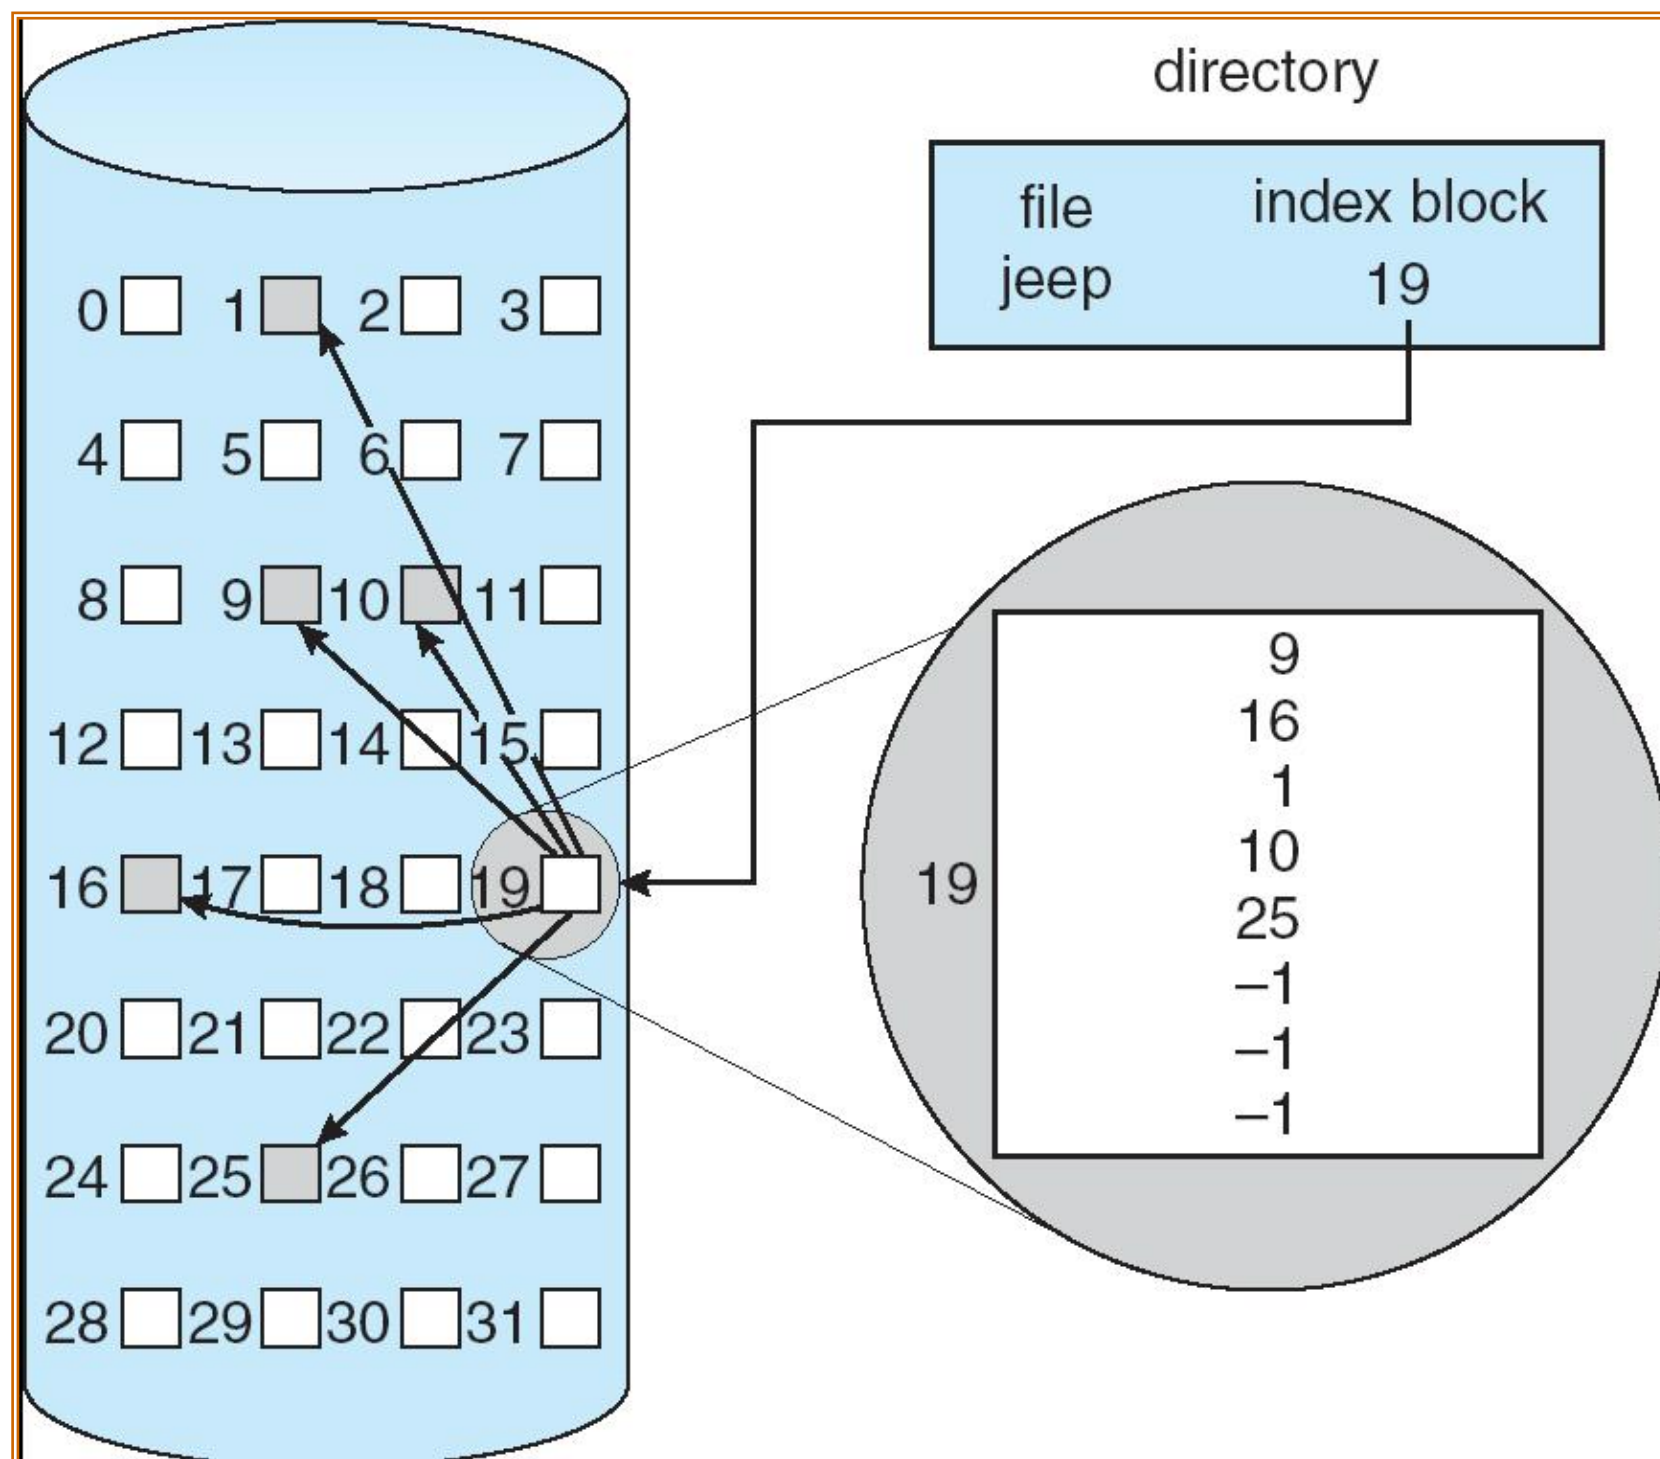 directory
file index block
jeep 19
0 1 2 3
4 5 6 7
8 9 10 11
12 13 14 15
16 17 18 19
20 21 22 23
24 25 26 27
28 29 30 31
19
9
16
1
10
25
–1
–1
–1